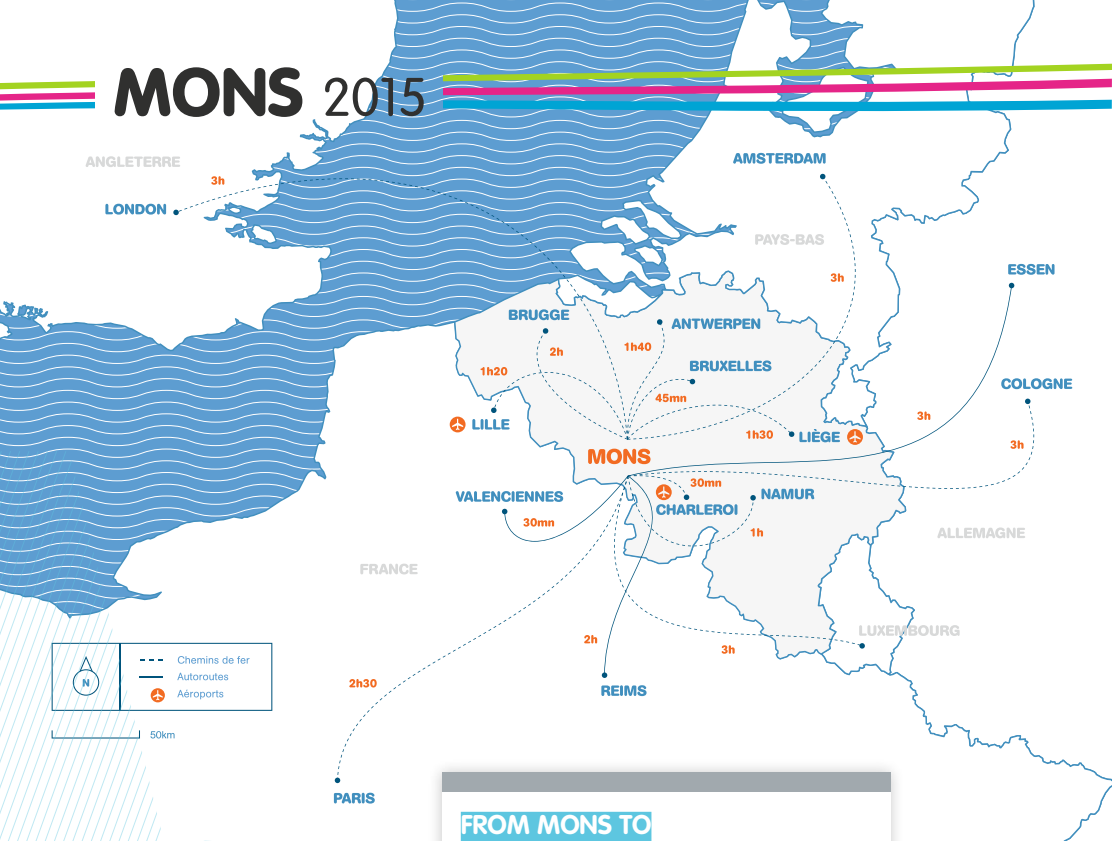 MONS 2015
ANGLETERRE
3h
LONDON
AMSTERDAM
PAYS-BAS
3h
ESSEN
BRUGGE
ANTWERPEN
2h
1h40
1h20
BRUXELLES
45mn
COLOGNE
3h
LILLE
1h30
LIÈGE
3h
MONS
30mn
VALENCIENNES
NAMUR
CHARLEROI
30mn
1h
ALLEMAGNE
FRANCE
LUXEMBOURG
2h
3h
N
Chemins de fer
Autoroutes
Aéroports
2h30
REIMS
50km
PARIS
FROM MONS TO